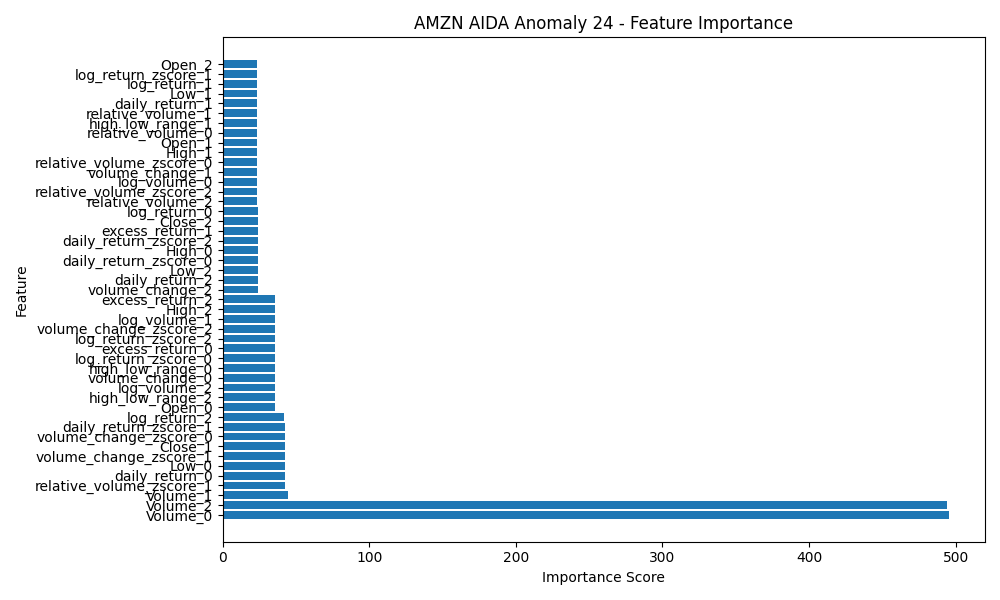 AMZN AIDA Anomaly 24 - Feature Importance
Open_2
log_return_zscore_1
log_return_1
Low_1
daily_return_1
relative_volume_1
high_low_range_1
relative_volume_0
Open_1
High_1
relative_volume_zscore_0
volume_change_1
log_volume_0
relative_volume_zscore_2
relative_volume_2
log_return_0
Close_2
excess_return_1
daily_return_zscore_2
High_0
daily_return_zscore_0
Low_2
daily_return_2
volume_change_2
excess_return_2
High_2
log_volume_1
volume_change_zscore_2
log_return_zscore_2
excess_return_0
log_return_zscore_0
high_low_range_0
volume_change_0
log_volume_2
high_low_range_2
Open_0
log_return_2
daily_return_zscore_1
volume_change_zscore_0
Close_1
volume_change_zscore_1
Low_0
daily_return_0
relative_volume_zscore_1
Volume_1
Volume_2
Volume_0
Feature
0 100 200 300 400 500
Importance Score